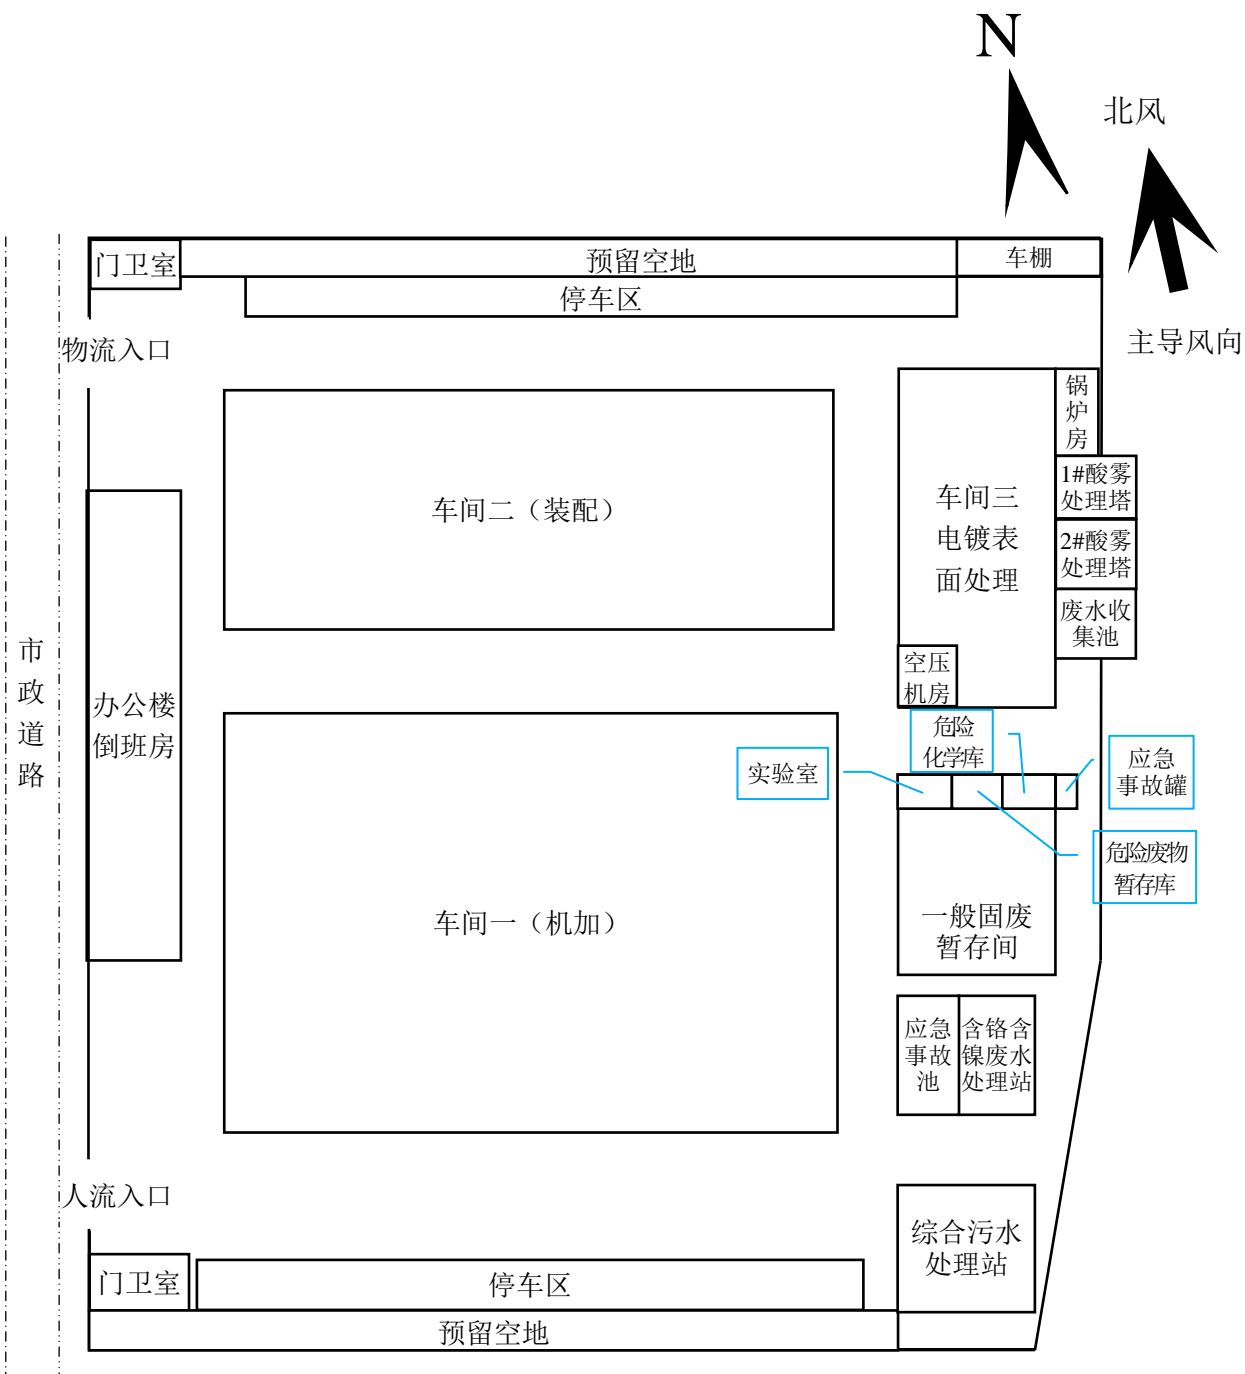 N
北风
主导风向
门卫室
预留空地
车棚
停车区
物流入口
锅
炉
房
1#酸雾
处理塔
2#酸雾
处理塔
废水收
集池
车间三
电镀表
面处理
车间二（装配）
空压
机房
市
政
道
路
办公楼
倒班房
危险
化学库
实验室
应急
事故罐
危险废物
暂存库
车间一（机加）
一般固废
暂存间
应急
事故
池
含铬含
镍废水
处理站
人流入口
综合污水
处理站
门卫室
停车区
预留空地